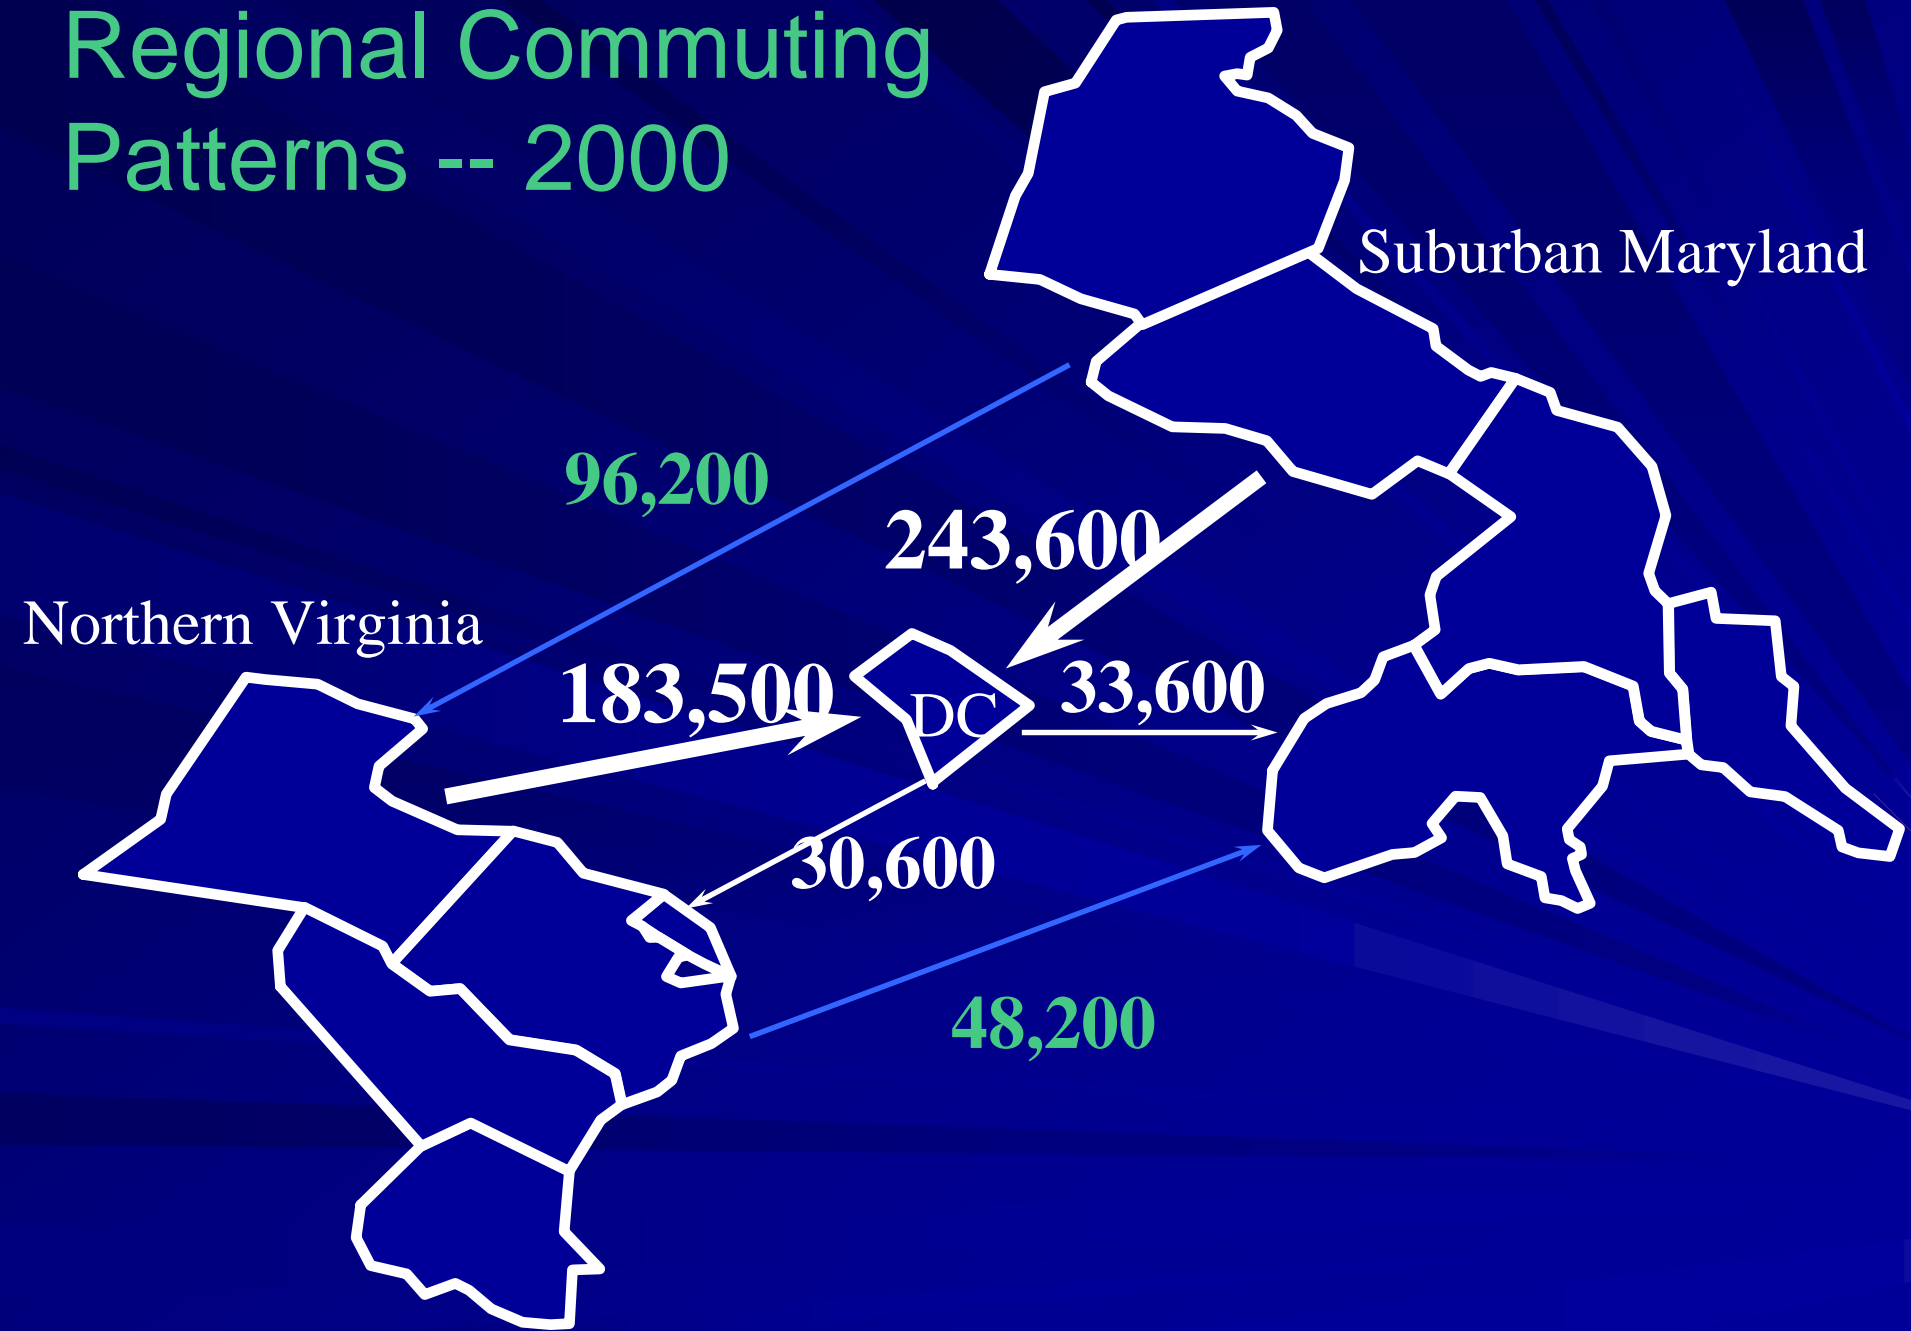 Regional Commuting
Patterns -- 2000
Suburban Maryland
96,200
243,600
Northern Virginia
183,500
DC
33,600
30,600
48,200